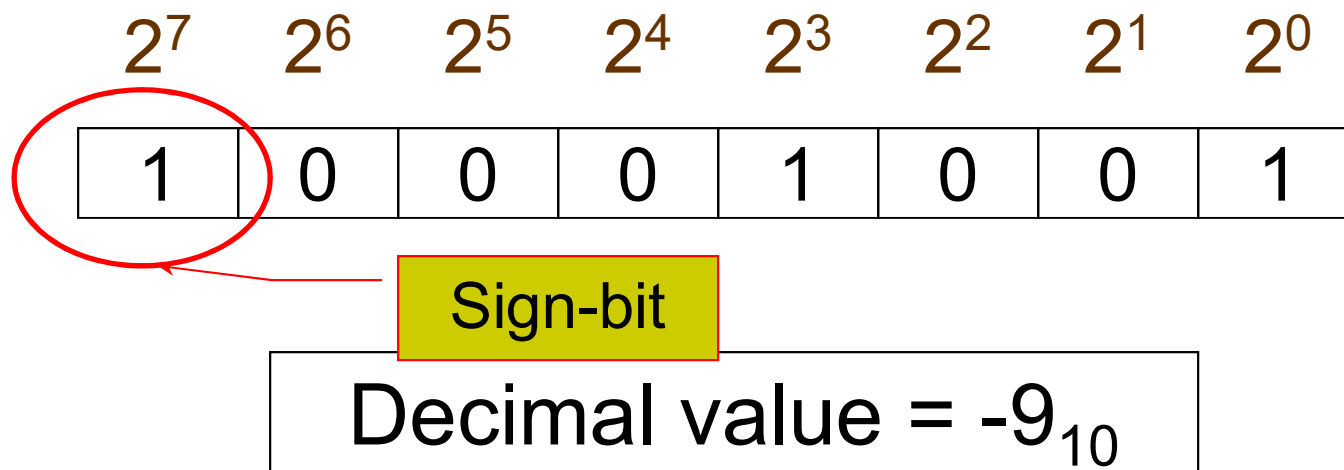 2⁷ 2⁶ 2⁵ 2⁴ 2³ 2² 2¹ 2⁰
1 0 0 0 1 0 0 1
Sign-bit
Decimal value = -9₁₀